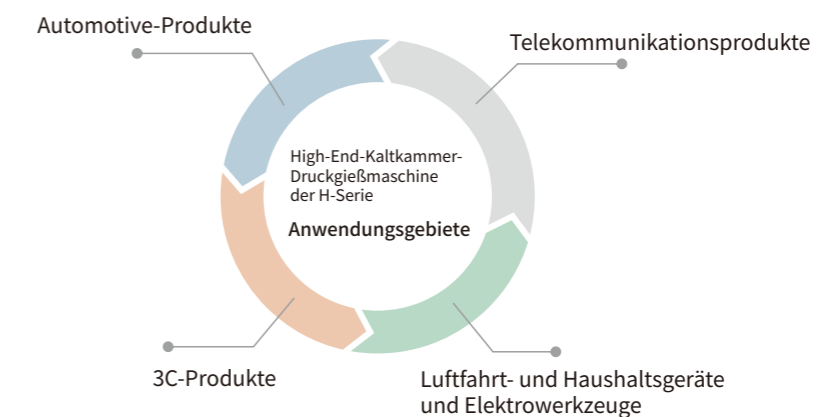 Automotive-Produkte
Telekommunikationsprodukte
High-End-Kaltkammer-
Druckgießmaschine
der H-Serie
Anwendungsgebiete
3C-Produkte
Luftfahrt- und Haushaltsgeräte
und Elektrowerkzeuge